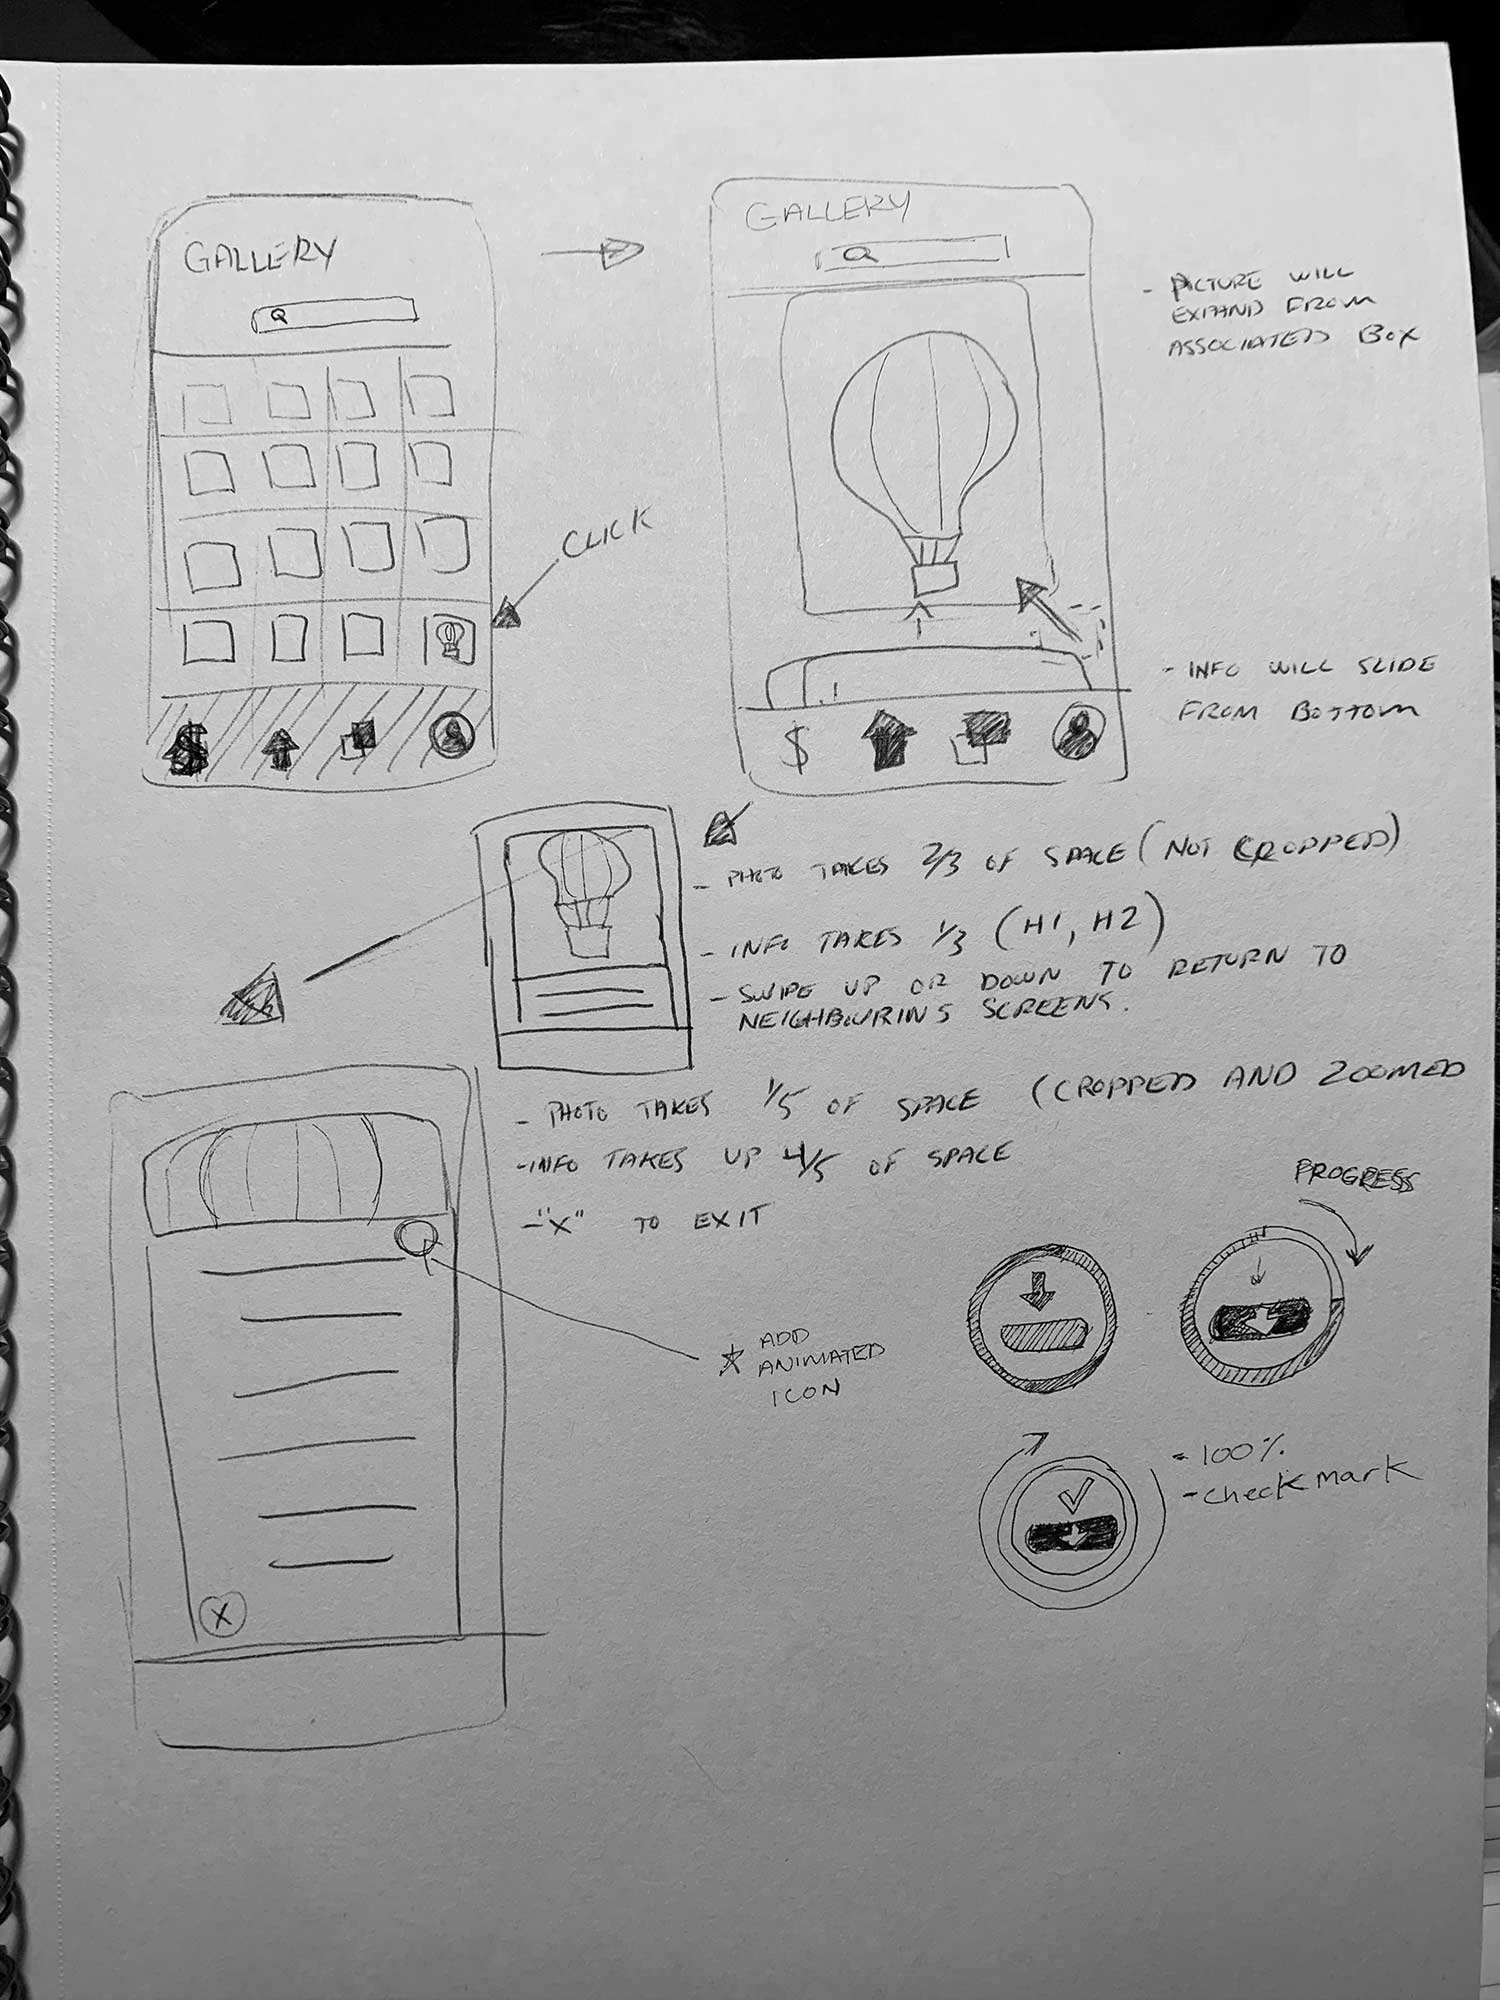 GALLERY
GALLERY
- PICTURE WILL
EXPAND FROM
ASSOCIATED BOX
CLICK
- INFO WILL SLIDE
FROM BOTTOM
$
$
- PHOTO TAKES 2/3 OF SPACE (NOT CROPPED)
- INFO TAKES 1/3 (H1, H2)
- SWIPE UP OR DOWN TO RETURN TO
NEIGHBOURING SCREENS.
- PHOTO TAKES 1/5 OF SPACE (CROPPED AND ZOOMED
- INFO TAKES UP 4/5 OF SPACE
- "X" TO EXIT
PROGRESS
* ADD
ANIMATED
ICON
- 100%
- checkmark
X